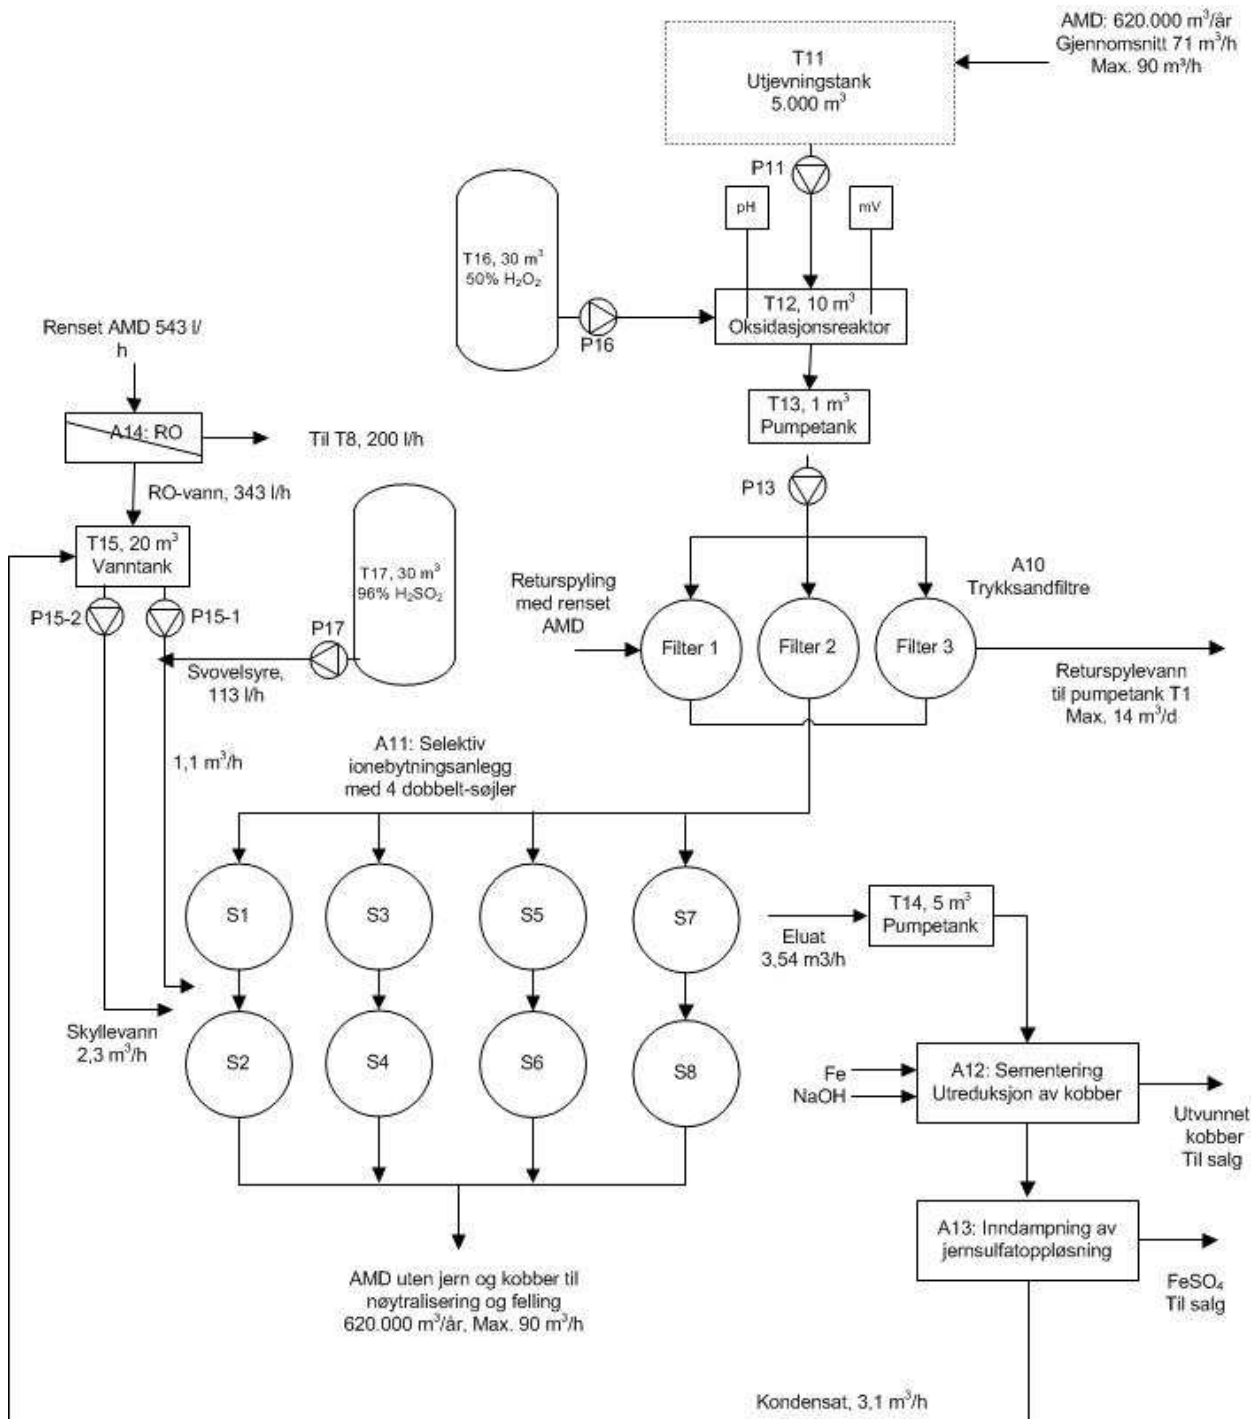 AMD: 620.000 m³/år
Gjennomsnitt 71 m³/h
Max. 90 m³/h
T11
Utjevningstank
5.000 m³
P11
pH
mV
T16, 30 m³
50% H₂O₂
P16
T12, 10 m³
Oksidasjonsreaktor
T13, 1 m³
Pumpetank
P13
Renset AMD 543 l/
h
A14: RO
Til T8, 200 l/h
RO-vann, 343 l/h
T15, 20 m³
Vanntank
P15-2
P15-1
T17, 30 m³
96% H₂SO₂
P17
Svovelsyre,
113 l/h
Returspyling
med renset
AMD
A10
Trykksandfiltre
Filter 1
Filter 2
Filter 3
Returspylevann
til pumpetank T1
Max. 14 m³/d
1,1 m³/h
A11: Selektiv
ionebytningsanlegg
med 4 dobbelt-søjler
S1
S3
S5
S7
Eluat
3,54 m3/h
T14, 5 m³
Pumpetank
Skyllevann
2,3 m³/h
S2
S4
S6
S8
Fe
NaOH
A12: Sementering
Utreduksjon av kobber
Utvunnet
kobber
Til salg
A13: Inndampning av
jernsulfatoppløsning
FeSO₄
Til salg
AMD uten jern og kobber til
nøytralisering og felling
620.000 m³/år, Max. 90 m³/h
Kondensat, 3,1 m³/h